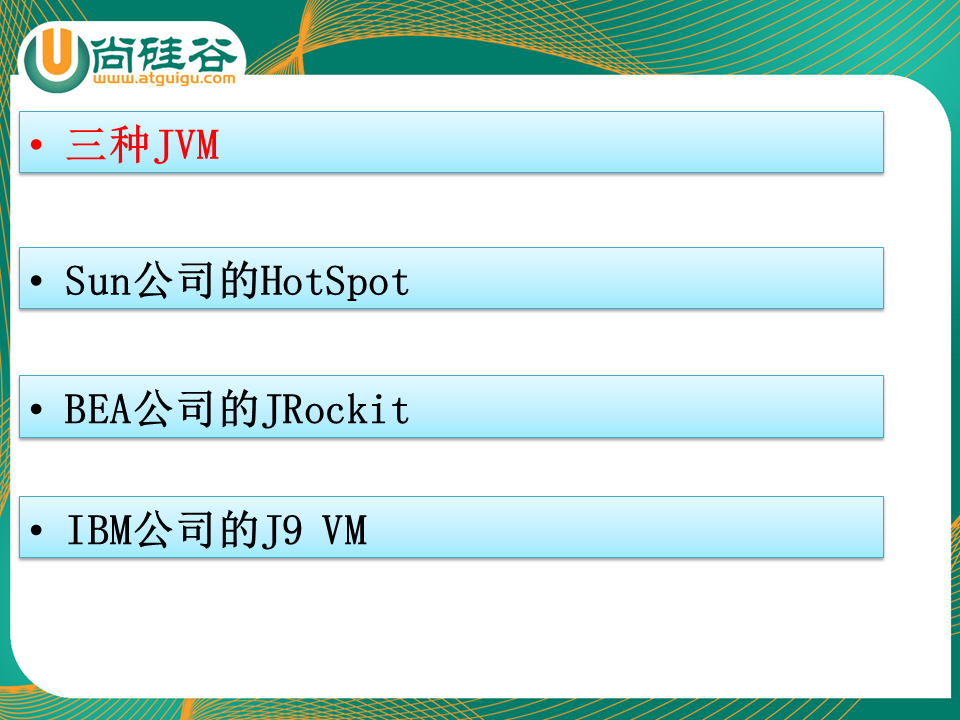 尚硅谷
www.atguigu.com
• 三种JVM
• Sun公司的HotSpot
• BEA公司的JRockit
• IBM公司的J9 VM